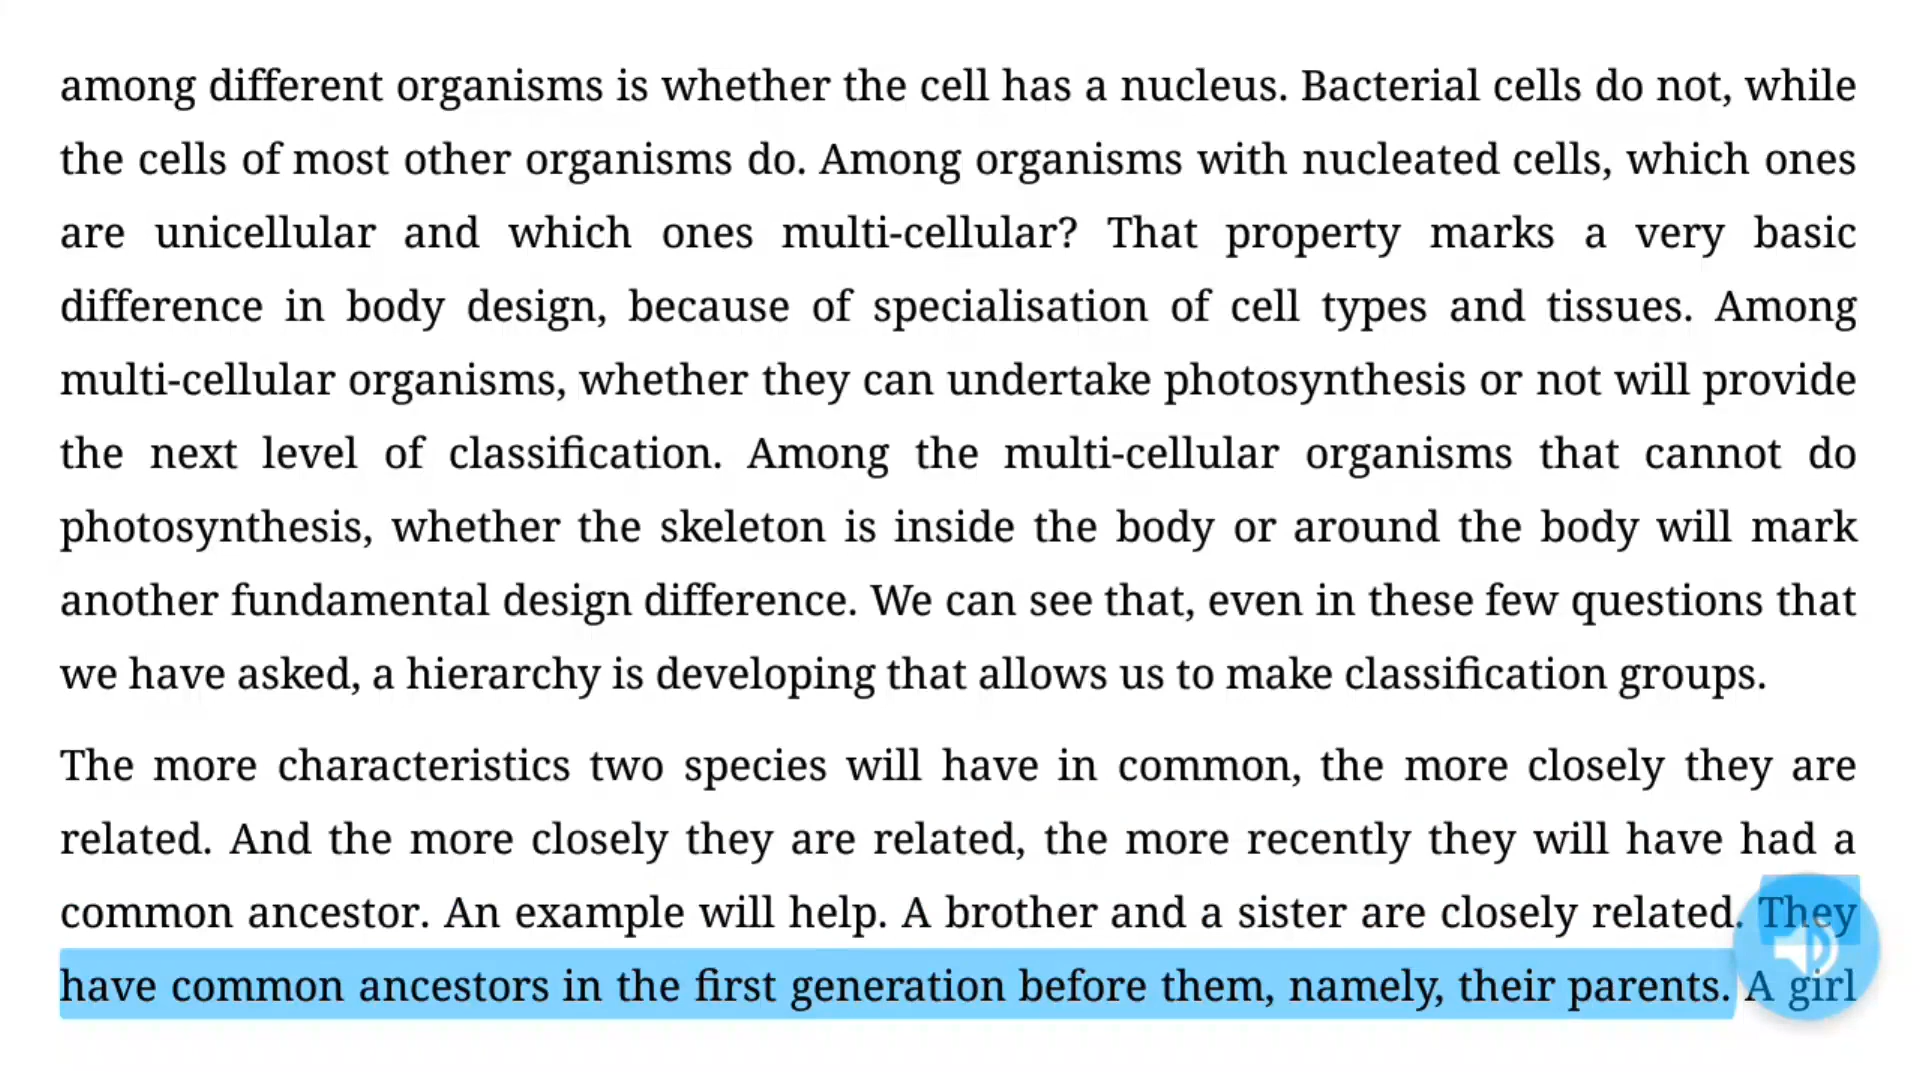 among different organisms is whether the cell has a nucleus. Bacterial cells do not, while
the cells of most other organisms do. Among organisms with nucleated cells, which ones
are unicellular and which ones multi-cellular? That property marks a very basic
difference in body design, because of specialisation of cell types and tissues. Among
multi-cellular organisms, whether they can undertake photosynthesis or not will provide
the next level of classification. Among the multi-cellular organisms that cannot do
photosynthesis, whether the skeleton is inside the body or around the body will mark
another fundamental design difference. We can see that, even in these few questions that
we have asked, a hierarchy is developing that allows us to make classification groups.
The more characteristics two species will have in common, the more closely they are
related. And the more closely they are related, the more recently they will have had a
common ancestor. An example will help. A brother and a sister are closely related. They
have common ancestors in the first generation before them, namely, their parents. A girl